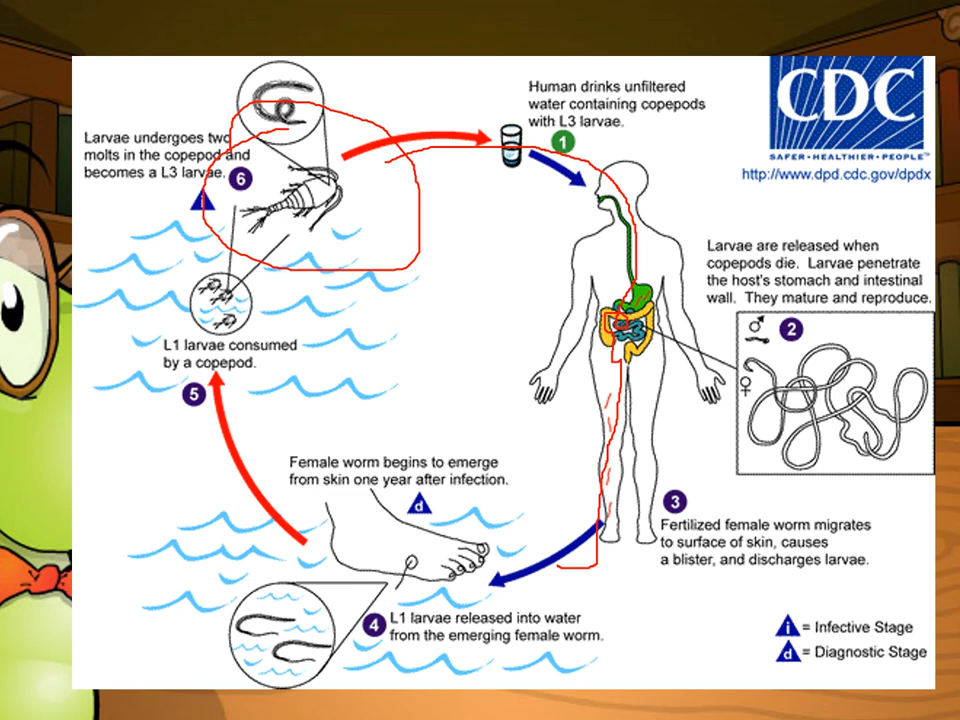 Human drinks unfiltered
water containing copepods
with L3 larvae.
1
CDC
SAFER • HEALTHIER • PEOPLE™
http://www.dpd.cdc.gov/dpdx
Larvae are released when
copepods die. Larvae penetrate
the host's stomach and intestinal
wall. They mature and reproduce.
♂
2
♀
3
Fertilized female worm migrates
to surface of skin, causes
a blister, and discharges larvae.
Female worm begins to emerge
from skin one year after infection.
d
4
L1 larvae released into water
from the emerging female worm.
L1 larvae consumed
by a copepod.
5
Larvae undergoes two
molts in the copepod and
becomes a L3 larvae.
6
i
i = Infective Stage
d = Diagnostic Stage